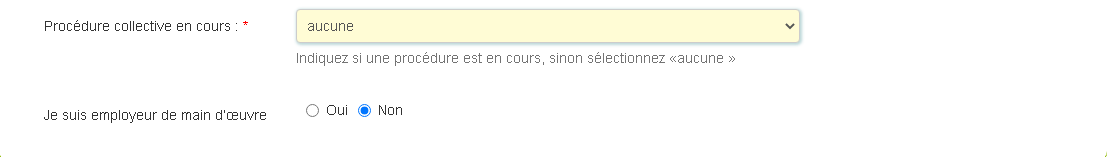 Procédure collective en cours : *
aucune
Indiquez si une procédure est en cours, sinon sélectionnez «aucune »
Je suis employeur de main d'œuvre
Oui Non